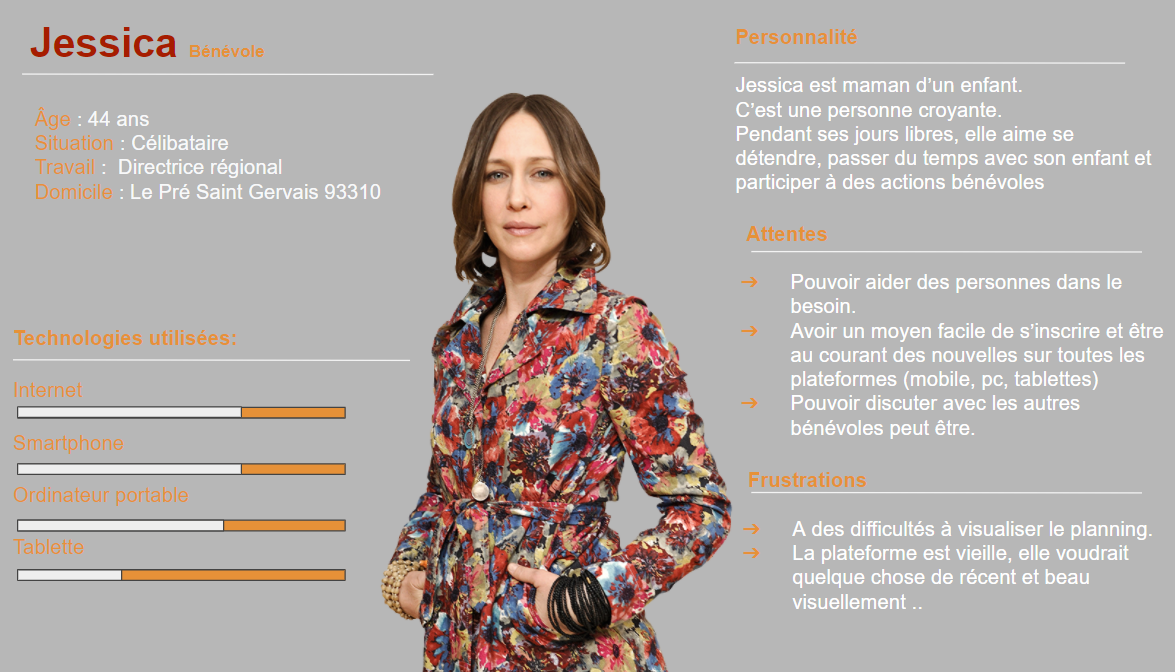 Jessica Bénévole
Âge : 44 ans
Situation : Célibataire
Travail : Directrice régional
Domicile : Le Pré Saint Gervais 93310
Technologies utilisées:
Internet
Smartphone
Ordinateur portable
Tablette
Personnalité
Jessica est maman d’un enfant.
C’est une personne croyante.
Pendant ses jours libres, elle aime se
détendre, passer du temps avec son enfant et
participer à des actions bénévoles
Attentes
➔ Pouvoir aider des personnes dans le
besoin.
➔ Avoir un moyen facile de s’inscrire et être
au courant des nouvelles sur toutes les
plateformes (mobile, pc, tablettes)
➔ Pouvoir discuter avec les autres
bénévoles peut être.
Frustrations
➔ A des difficultés à visualiser le planning.
➔ La plateforme est vieille, elle voudrait
quelque chose de récent et beau
visuellement ..